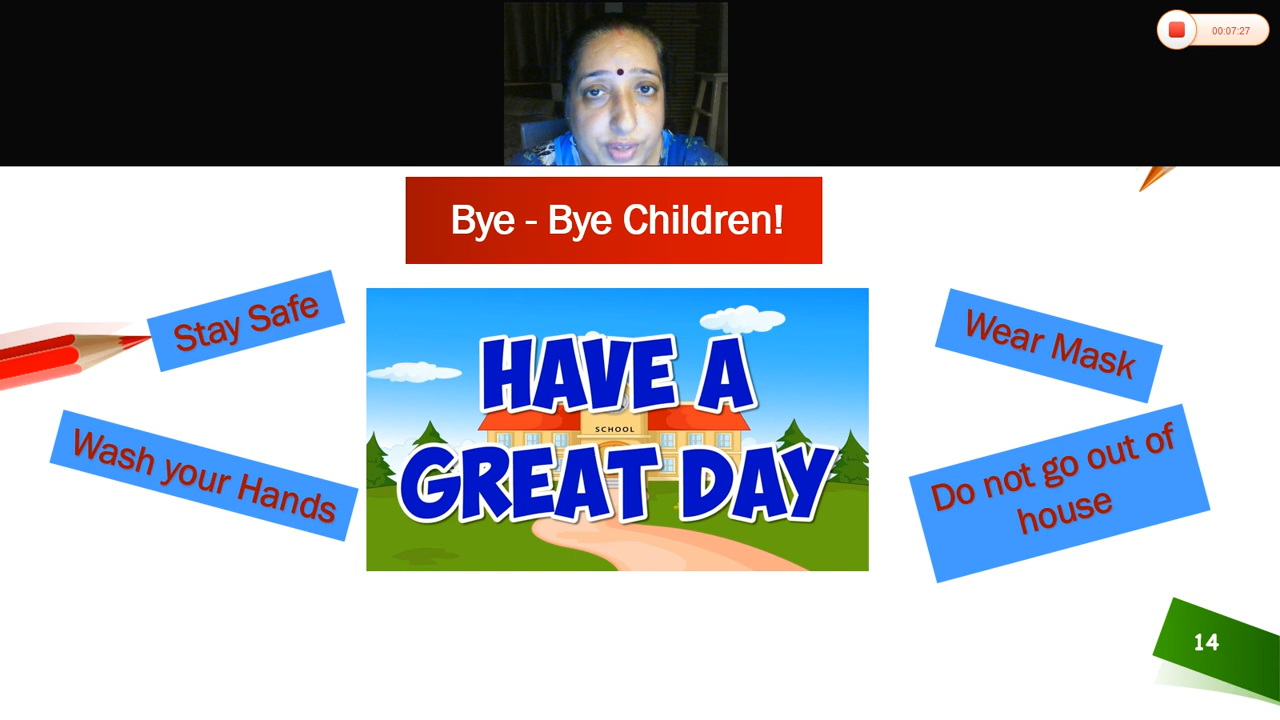 00:07:27
Bye - Bye Children!
Stay Safe
Wash your Hands
HAVE A
SCHOOL
GREAT DAY
Wear Mask
Do not go out of
house
14